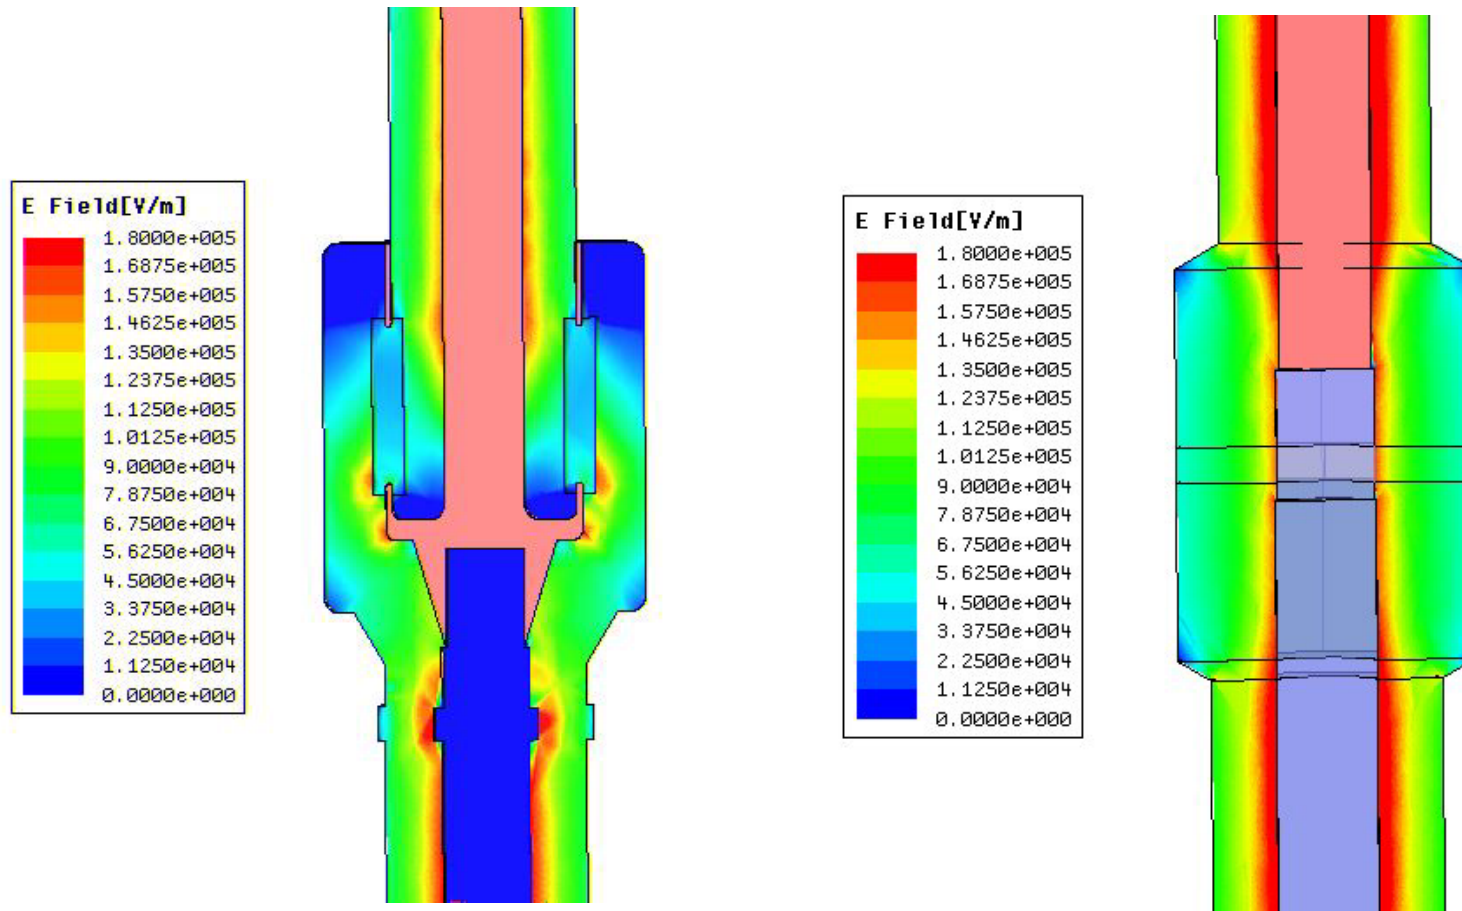 E Field[V/m]
1.8000e+005
1.6875e+005
1.5750e+005
1.4625e+005
1.3500e+005
1.2375e+005
1.1250e+005
1.0125e+005
9.0000e+004
7.8750e+004
6.7500e+004
5.6250e+004
4.5000e+004
3.3750e+004
2.2500e+004
1.1250e+004
0.0000e+000
E Field[V/m]
1.8000e+005
1.6875e+005
1.5750e+005
1.4625e+005
1.3500e+005
1.2375e+005
1.1250e+005
1.0125e+005
9.0000e+004
7.8750e+004
6.7500e+004
5.6250e+004
4.5000e+004
3.3750e+004
2.2500e+004
1.1250e+004
0.0000e+000